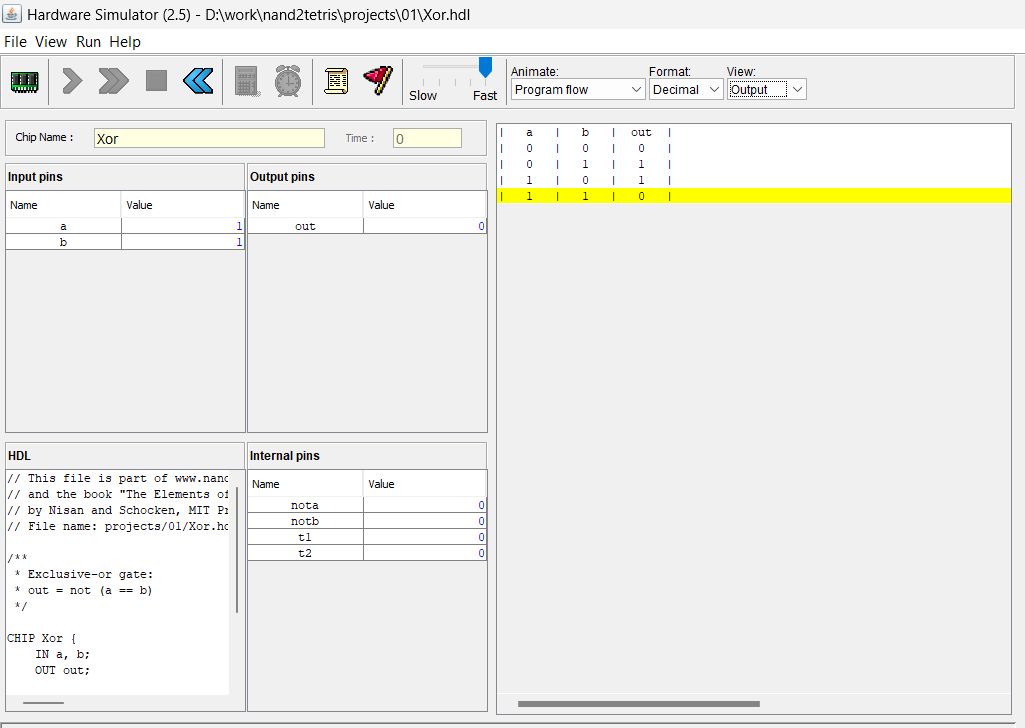 Hardware Simulator (2.5) - D:\work\nand2tetris\projects\01\Xor.hdl
File View Run Help
Slow Fast
Animate: Format: View:
Program flow Decimal Output
Chip Name : Xor Time : 0
Input pins
Name Value
a 1
b 1
Output pins
Name Value
out 0
HDL
// This file is part of www.nand
// and the book "The Elements of
// by Nisan and Schocken, MIT Pr
// File name: projects/01/Xor.hd
/**
* Exclusive-or gate:
* out = not (a == b)
*/
CHIP Xor {
IN a, b;
OUT out;
Internal pins
Name Value
nota 0
notb 0
t1 0
t2 0
| a | b | out |
| 0 | 0 | 0 |
| 0 | 1 | 1 |
| 1 | 0 | 1 |
| 1 | 1 | 0 |